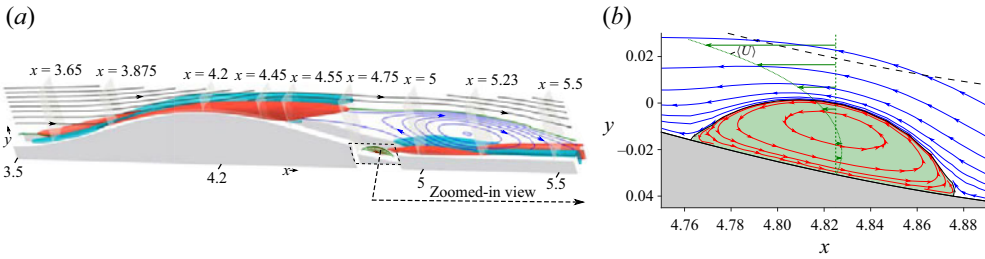 (a)
x = 3.65
x = 3.875
x = 4.2
x = 4.45
x = 4.55
x = 4.75
x = 5
x = 5.23
x = 5.5
y
3.5
4.2
x
5
5.5
Zoomed-in view
(b)
⟨U⟩
0.02
0
y
−0.02
0.04
4.76 4.78 4.80 4.82 4.84 4.86 4.88
x